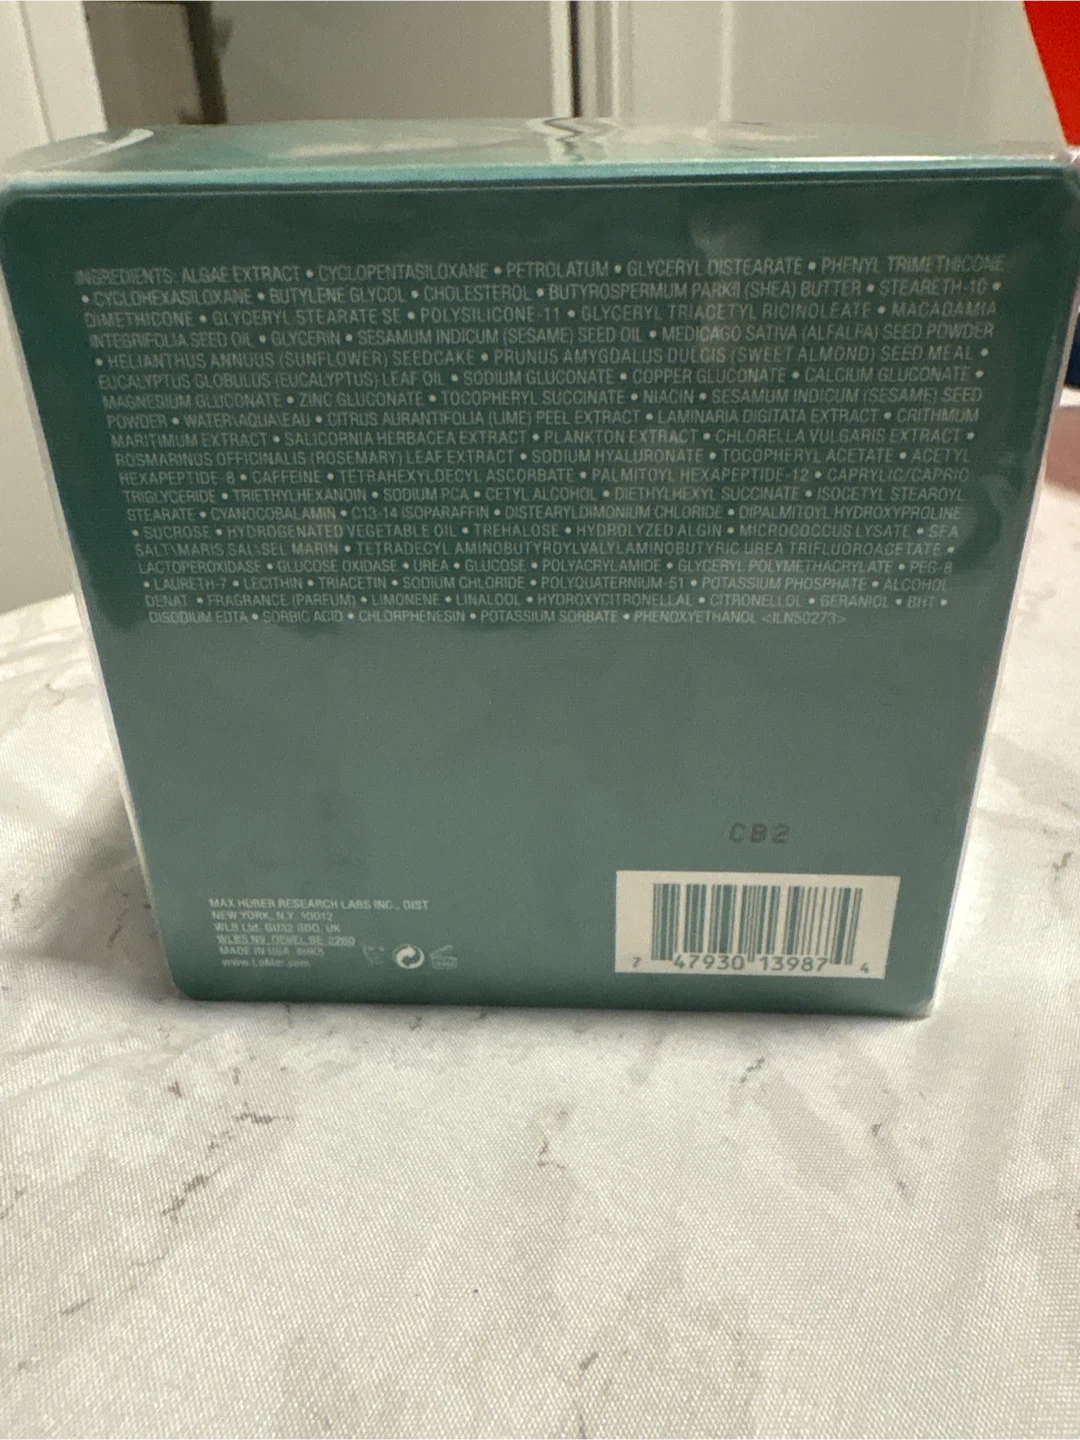 INGREDIENTS: ALGAE EXTRACT • CYCLOPENTASILOXANE • PETROLATUM • GLYCERYL DISTEARATE • PHENYL TRIMETHICONE
• CYCLOHEXASILOXANE • BUTYLENE GLYCOL • CHOLESTEROL • BUTYROSPERMUM PARKII (SHEA) BUTTER • STEARETH-10 •
DIMETHICONE • GLYCERYL STEARATE SE • POLYSILICONE-11 • GLYCERYL TRIACETYL RICINOLEATE • MACADAMIA
INTEGRIFOLIA SEED OIL • GLYCERIN • SESAMUM INDICUM (SESAME) SEED OIL • MEDICAGO SATIVA (ALFALFA) SEED POWDER
• HELIANTHUS ANNUUS (SUNFLOWER) SEEDCAKE • PRUNUS AMYGDALUS DULCIS (SWEET ALMOND) SEED MEAL •
EUCALYPTUS GLOBULUS (EUCALYPTUS) LEAF OIL • SODIUM GLUCONATE • COPPER GLUCONATE • CALCIUM GLUCONATE •
MAGNESIUM GLUCONATE • ZINC GLUCONATE • TOCOPHERYL SUCCINATE • NIACIN • SESAMUM INDICUM (SESAME) SEED
POWDER • WATER\AQUA\EAU • CITRUS AURANTIFOLIA (LIME) PEEL EXTRACT • LAMINARIA DIGITATA EXTRACT • CRITHMUM
MARITIMUM EXTRACT • SALICORNIA HERBACEA EXTRACT • PLANKTON EXTRACT • CHLORELLA VULGARIS EXTRACT •
ROSMARINUS OFFICINALIS (ROSEMARY) LEAF EXTRACT • SODIUM HYALURONATE • TOCOPHERYL ACETATE • ACETYL
HEXAPEPTIDE-8 • CAFFEINE • TETRAHEXYLDECYL ASCORBATE • PALMITOYL HEXAPEPTIDE-12 • CAPRYLIC/CAPRIC
TRIGLYCERIDE • TRIETHYLHEXANOIN • SODIUM PCA • CETYL ALCOHOL • DIETHYLHEXYL SUCCINATE • ISOCETYL STEAROYL
STEARATE • CYANOCOBALAMIN • C13-14 ISOPARAFFIN • DISTEARYLDIMONIUM CHLORIDE • DIPALMITOYL HYDROXYPROLINE
• SUCROSE • HYDROGENATED VEGETABLE OIL • TREHALOSE • HYDROLYZED ALGIN • MICROCOCCUS LYSATE • SEA
SALT\MARIS SAL\SEL MARIN • TETRADECYL AMINOBUTYROYLVALYLAMINOBUTYRIC UREA TRIFLUOROACETATE •
LACTOPEROXIDASE • GLUCOSE OXIDASE • UREA • GLUCOSE • POLYACRYLAMIDE • GLYCERYL POLYMETHACRYLATE • PEG-8
• LAURETH-7 • LECITHIN • TRIACETIN • SODIUM CHLORIDE • POLYQUATERNIUM-51 • POTASSIUM PHOSPHATE • ALCOHOL
DENAT. • FRAGRANCE (PARFUM) • LIMONENE • LINALOOL • HYDROXYCITRONELLAL • CITRONELLOL • GERANIOL • BHT •
DISODIUM EDTA • SORBIC ACID • CHLORPHENESIN • POTASSIUM SORBATE • PHENOXYETHANOL <ILN50273>
CB2
MAX HUBER RESEARCH LABS INC., DIST.
NEW YORK, N.Y. 10012
WLB Ltd. GU32 3DD, UK
WLBS NV, OEVEL BE 2260
MADE IN USA
www.LaMer.com
7 47930 13987 4